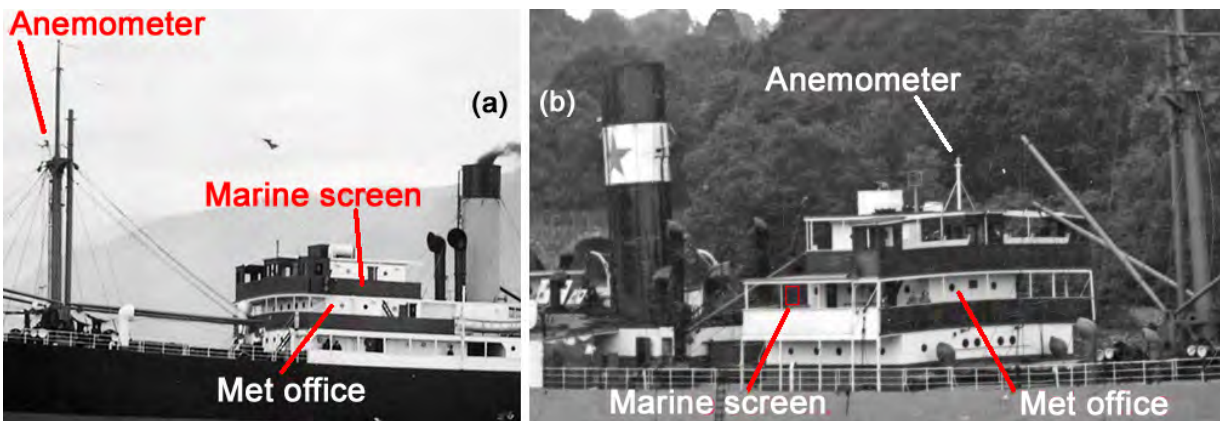 Anemometer
(a)
Marine screen
Met office
(b)
Anemometer
Marine screen
Met office